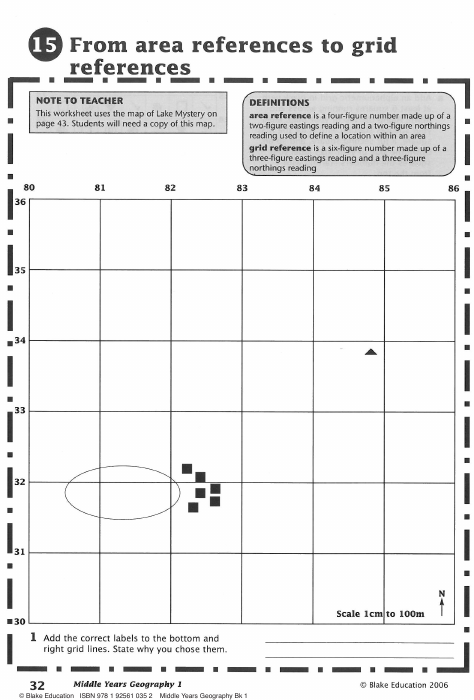 15 From area references to grid
references
NOTE TO TEACHER
This worksheet uses the map of Lake Mystery on
page 43. Students will need a copy of this map.
DEFINITIONS
area reference is a four-figure number made up of a
two-figure eastings reading and a two-figure northings
reading used to define a location within an area
grid reference is a six-figure number made up of a
three-figure eastings reading and a three-figure
northings reading
80 81 82 83 84 85 86
36
35
34
33
32
31
30
N
Scale 1cm to 100m
1 Add the correct labels to the bottom and
right grid lines. State why you chose them.
32 Middle Years Geography 1 © Blake Education 2006
© Blake Education ISBN 978 1 92561 035 2 Middle Years Geography Bk 1